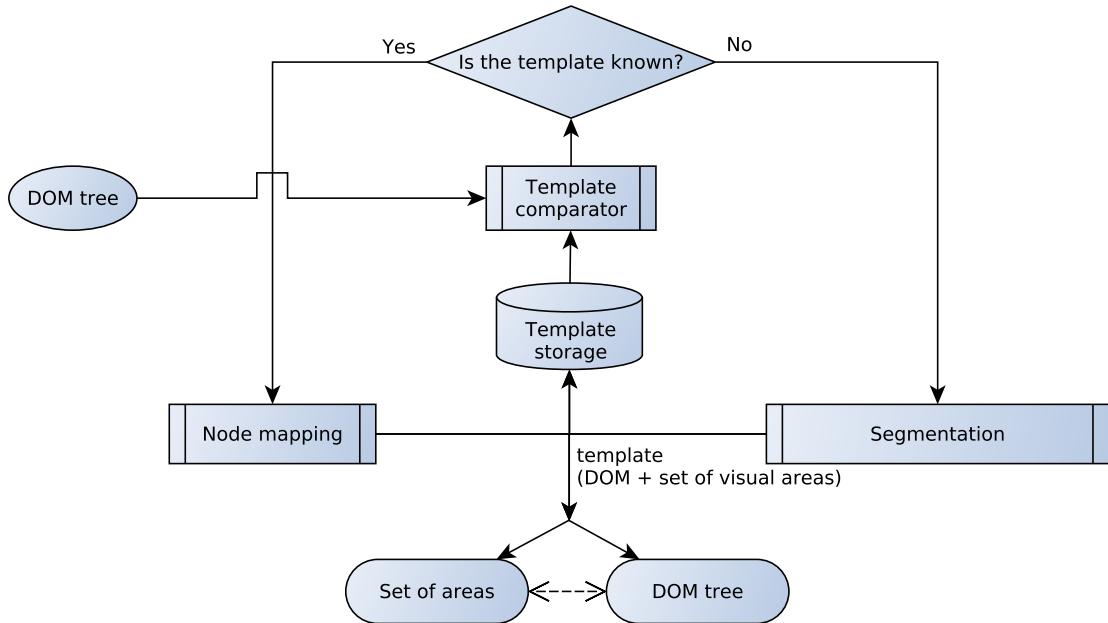 Yes
No
Is the template known?
DOM tree
Template
comparator
Template
storage
Node mapping
Segmentation
template
(DOM + set of visual areas)
Set of areas
DOM tree